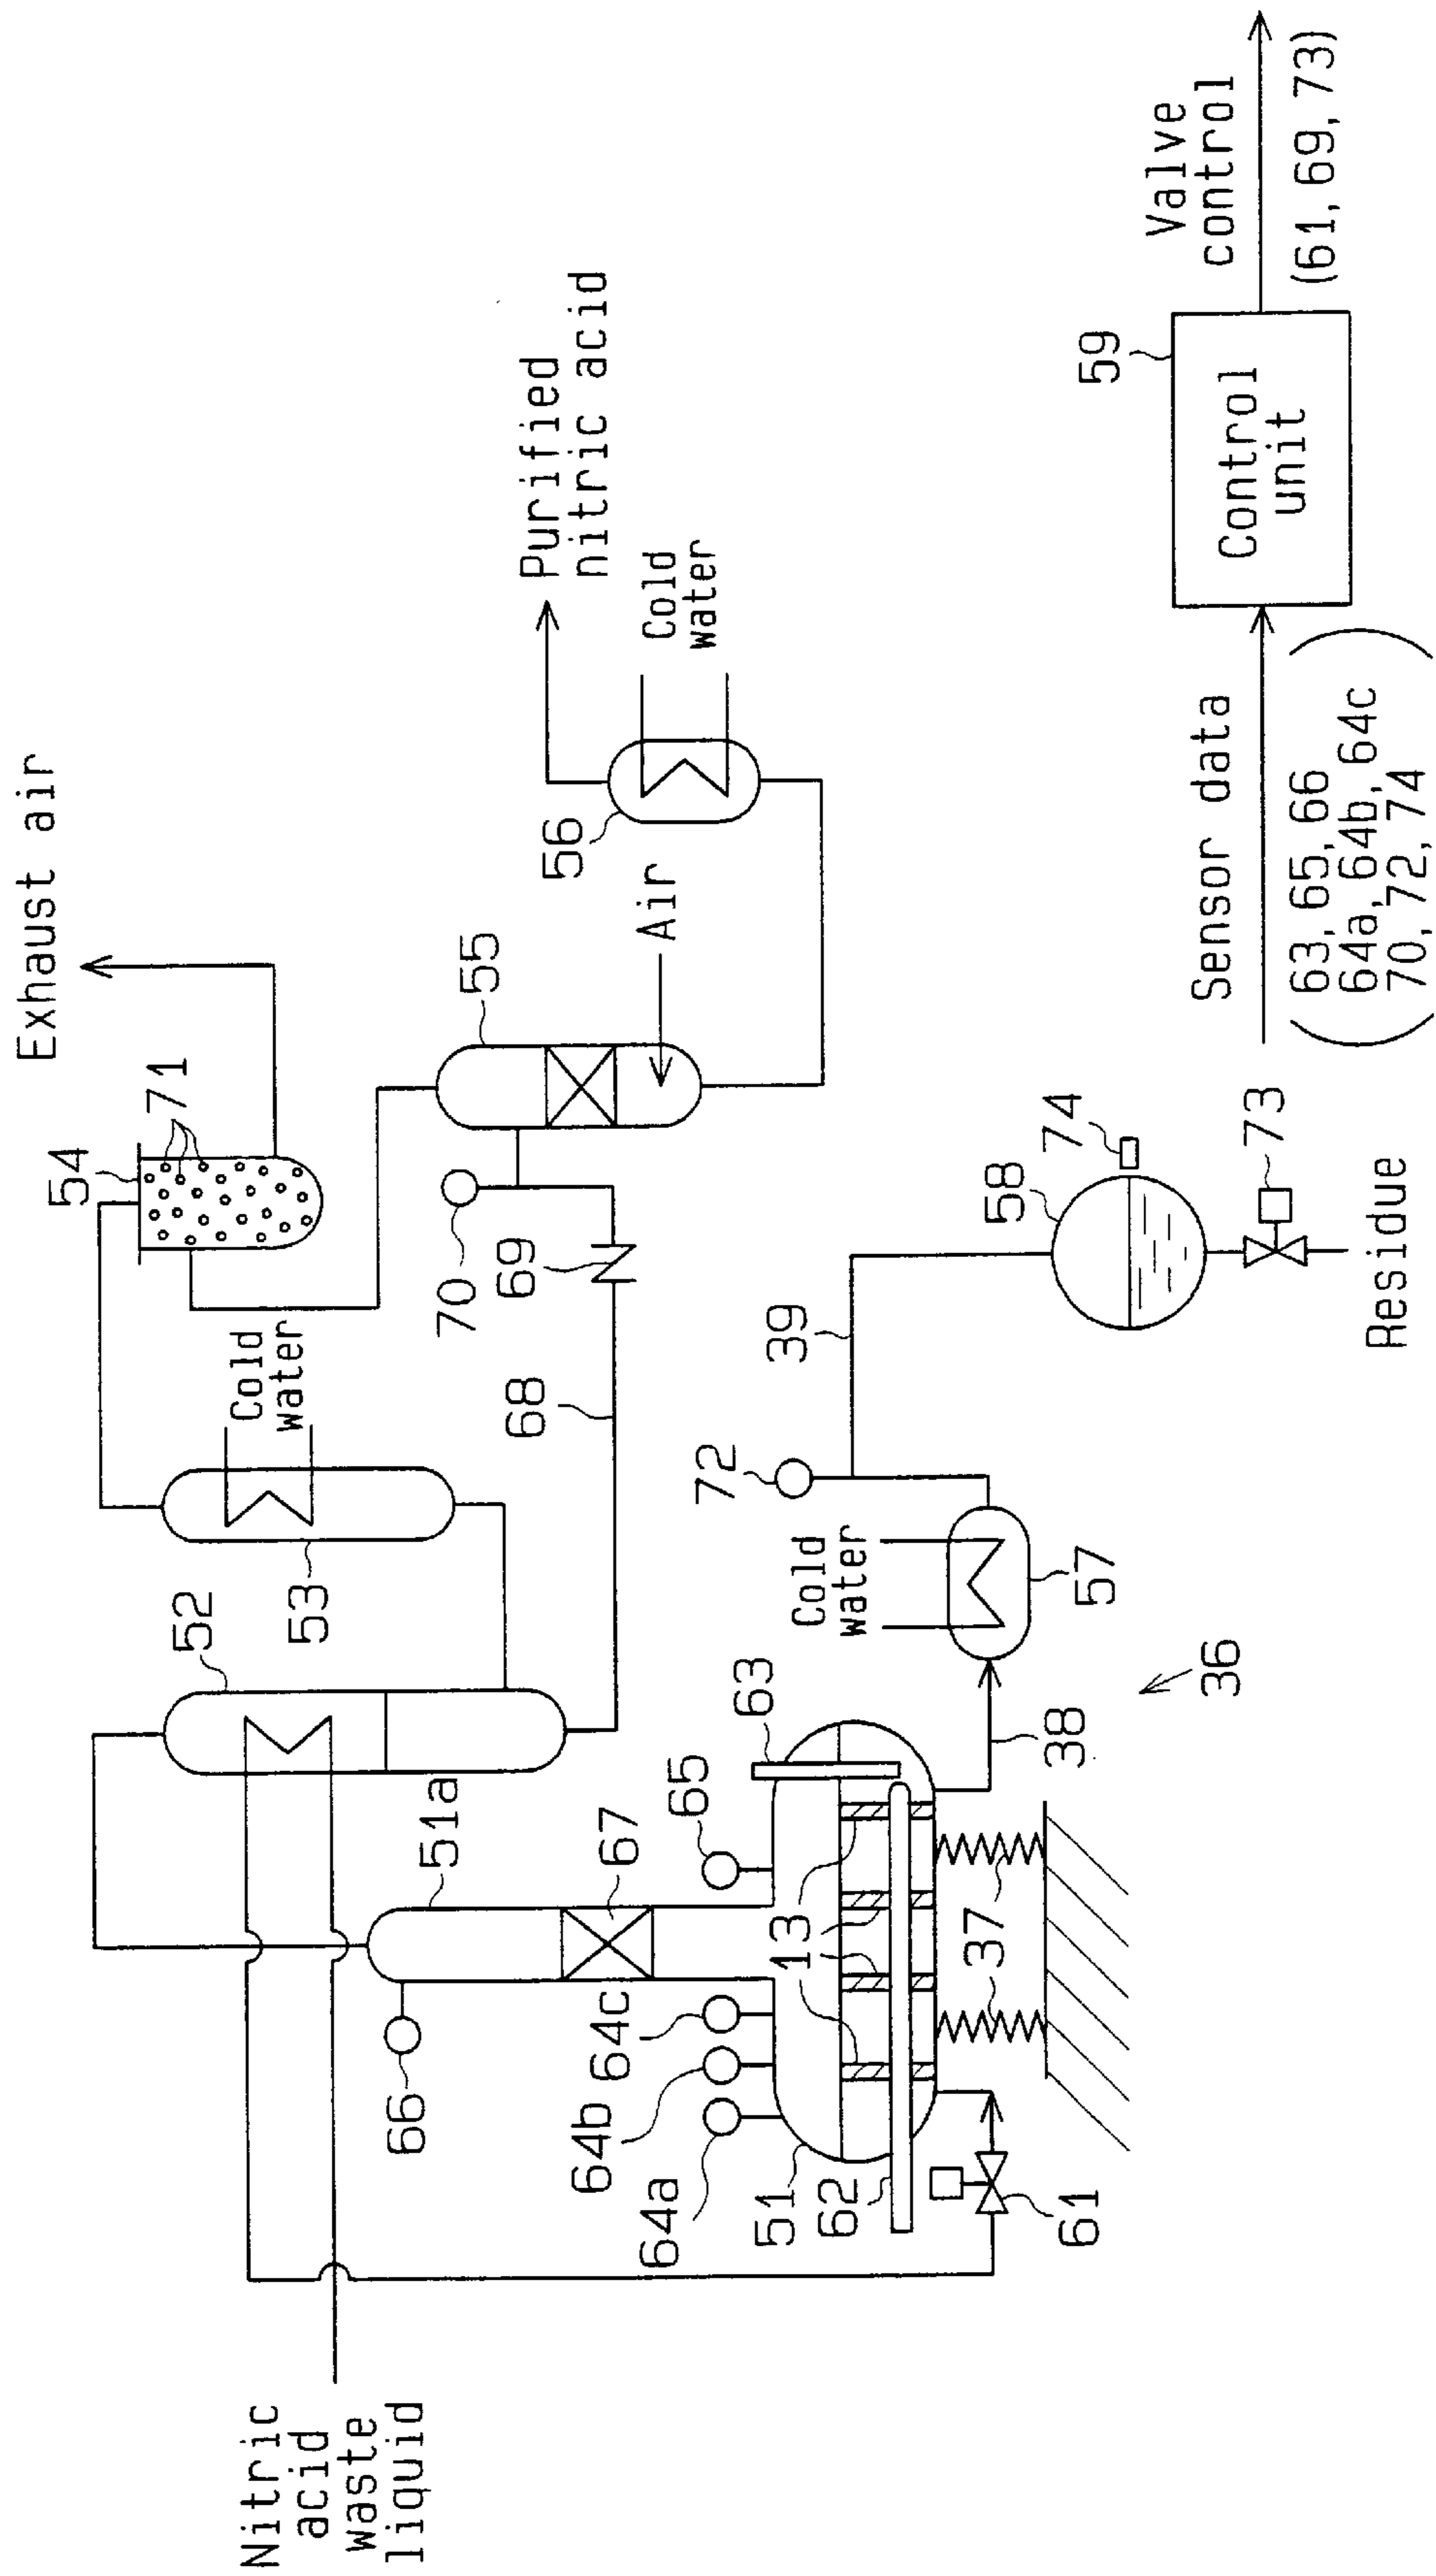 Exhaust air
54
71
52
53
Cold
water
51a
66
67
55
70
69
68
Air
56
Purified
nitric acid
Cold
water
Nitric
acid
waste
liquid
64a
64b
64c
65
63
51
62
13
61
37
37
38
36
57
Cold
water
72
39
58
74
73
Residue
Sensor data
63, 65, 66
64a, 64b, 64c
70, 72, 74
59
Control
unit
Valve
control
(61, 69, 73)